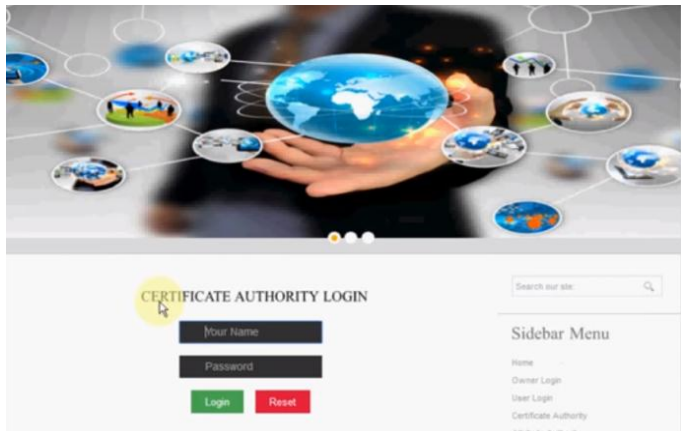 CERTIFICATE AUTHORITY LOGIN
Your Name
Password
Login
Reset
Search our site:
Sidebar Menu
Home
Owner Login
User Login
Certificate Authority